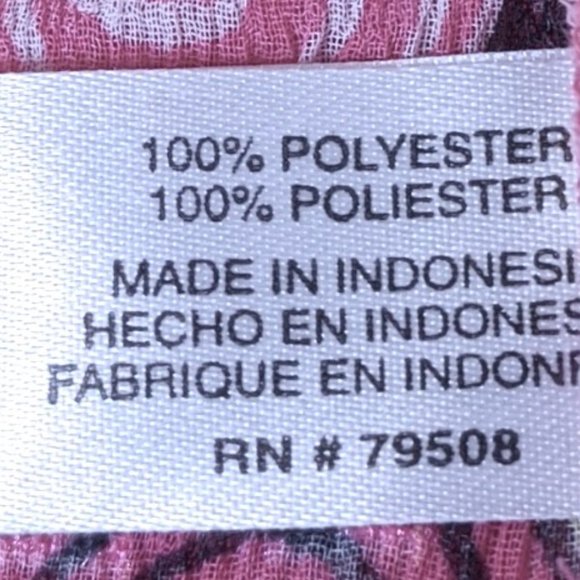 100% POLYESTER
100% POLIESTER
MADE IN INDONESI
HECHO EN INDONES
FABRIQUE EN INDON
RN # 79508